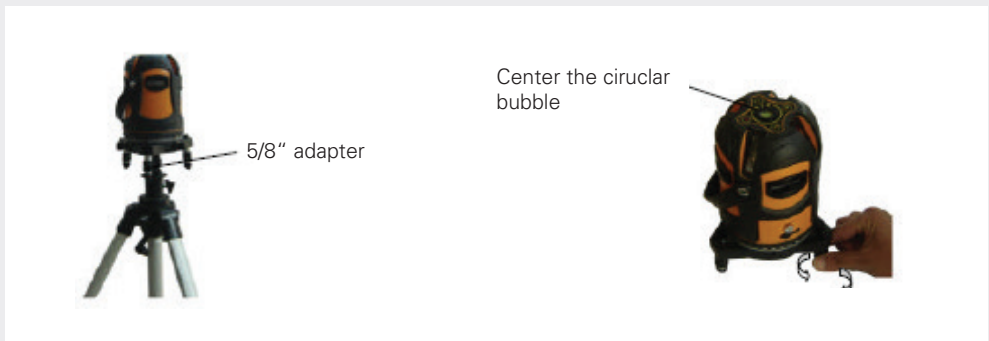 Center the ciruclar
bubble
5/8“ adapter